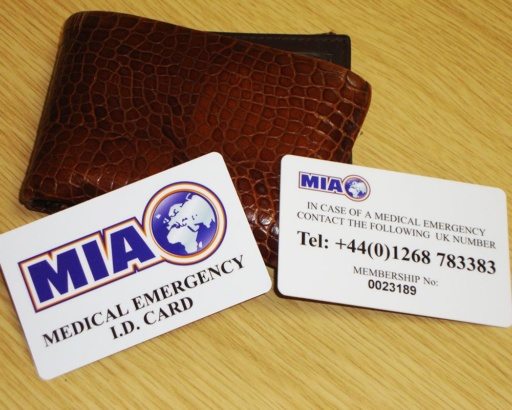 MIA
MEDICAL EMERGENCY
I.D. CARD
MIA
IN CASE OF A MEDICAL EMERGENCY
CONTACT THE FOLLOWING UK NUMBER
Tel: +44(0)1268 783383
MEMBERSHIP No:
0023189